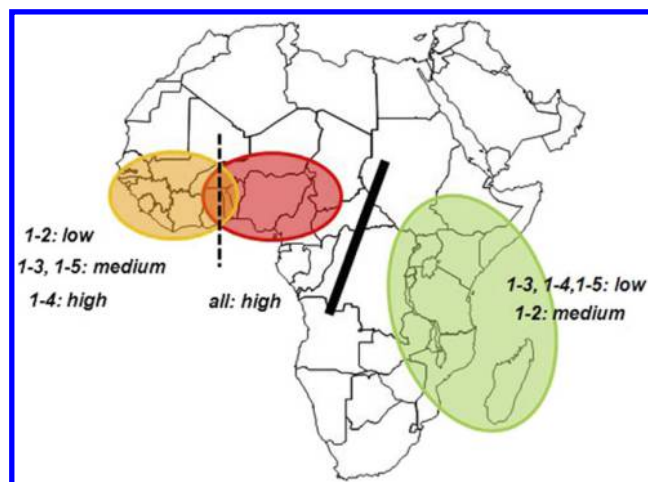 1-2: low
1-3, 1-5: medium
1-4: high
all: high
1-3, 1-4,1-5: low
1-2: medium